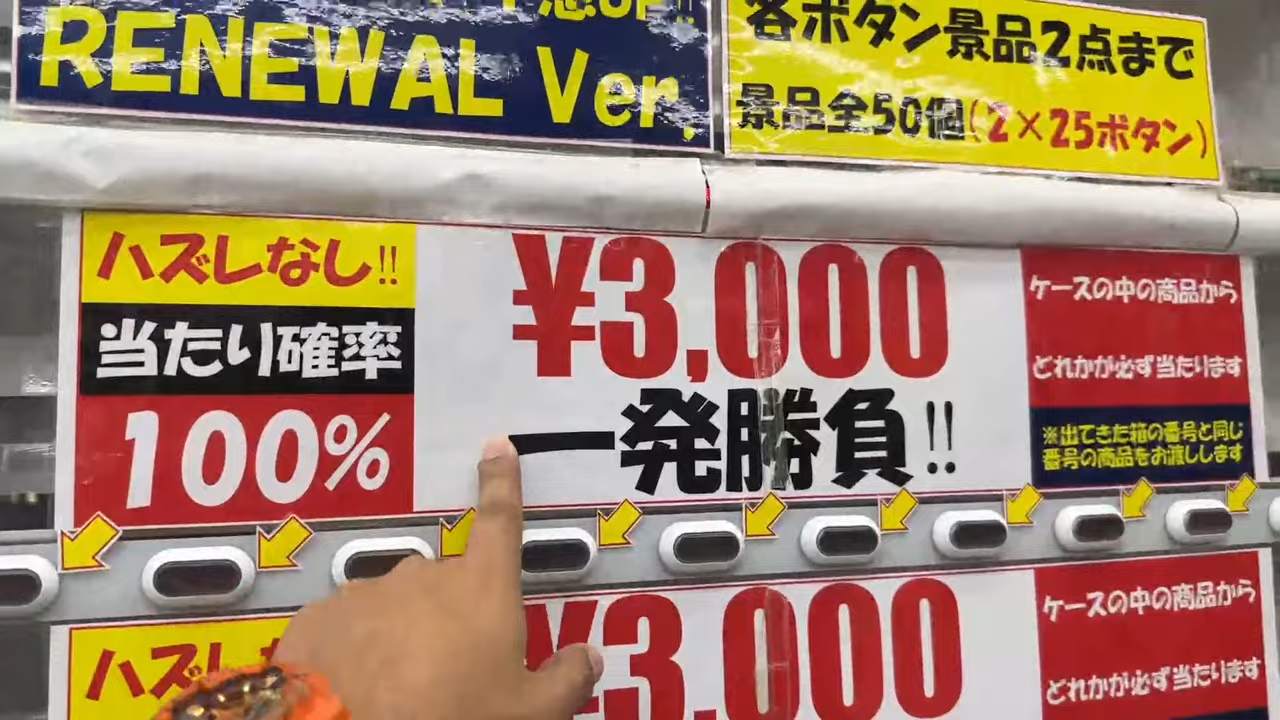 RENEWAL Ver.
各ボタン景品2点まで
景品全50個(2×25ボタン)
ハズレなし!!
当たり確率
100%
¥3,000
一発勝負!!
ケースの中の商品から
どれかが必ず当たります
※出てきた箱の番号と同じ
番号の商品をお渡しします
ハズレ
¥3,000
ケースの中の商品から
どれかが必ず当たります